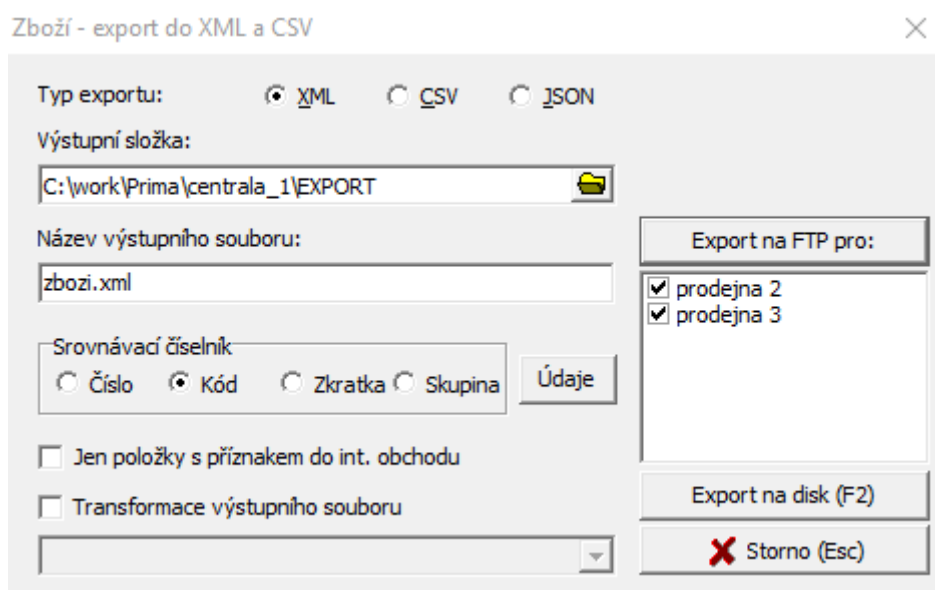 Zboží - export do XML a CSV
Typ exportu: XML CSV JSON
Výstupní složka:
C:\work\Prima\centrala_1\EXPORT
Název výstupního souboru:
zbozi.xml
Export na FTP pro:
prodejna 2
prodejna 3
Srovnávací číselník
Číslo Kód Zkratka Skupina
Údaje
Jen položky s příznakem do int. obchodu
Transformace výstupního souboru
Export na disk (F2)
Storno (Esc)